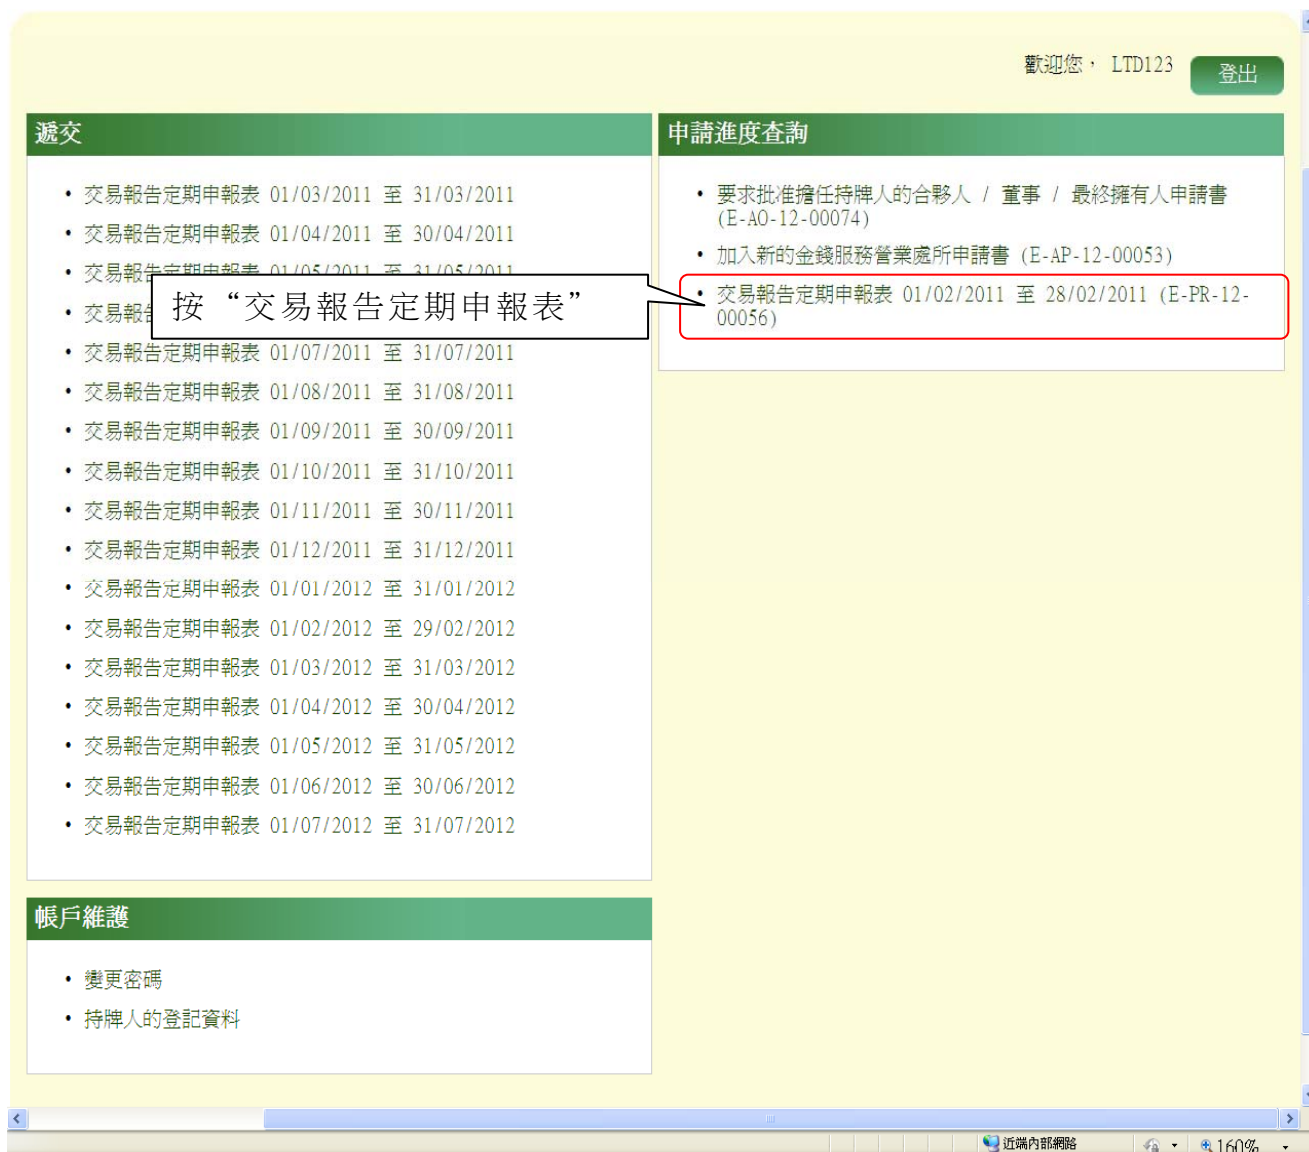 歡迎您， LTD123
登出
遞交
• 交易報告定期申報表 01/03/2011 至 31/03/2011
• 交易報告定期申報表 01/04/2011 至 30/04/2011
• 交易報告定期申報表 01/05/2011 至 31/05/2011
• 交易報告
按“交易報告定期申報表”
• 交易報告定期申報表 01/07/2011 至 31/07/2011
• 交易報告定期申報表 01/08/2011 至 31/08/2011
• 交易報告定期申報表 01/09/2011 至 30/09/2011
• 交易報告定期申報表 01/10/2011 至 31/10/2011
• 交易報告定期申報表 01/11/2011 至 30/11/2011
• 交易報告定期申報表 01/12/2011 至 31/12/2011
• 交易報告定期申報表 01/01/2012 至 31/01/2012
• 交易報告定期申報表 01/02/2012 至 29/02/2012
• 交易報告定期申報表 01/03/2012 至 31/03/2012
• 交易報告定期申報表 01/04/2012 至 30/04/2012
• 交易報告定期申報表 01/05/2012 至 31/05/2012
• 交易報告定期申報表 01/06/2012 至 30/06/2012
• 交易報告定期申報表 01/07/2012 至 31/07/2012
申請進度查詢
• 要求批准擔任持牌人的合夥人 / 董事 / 最終擁有人申請書
(E-AO-12-00074)
• 加入新的金錢服務營業處所申請書 (E-AP-12-00053)
• 交易報告定期申報表 01/02/2011 至 28/02/2011 (E-PR-12-
00056)
帳戶維護
• 變更密碼
• 持牌人的登記資料
近端內部網路
160%